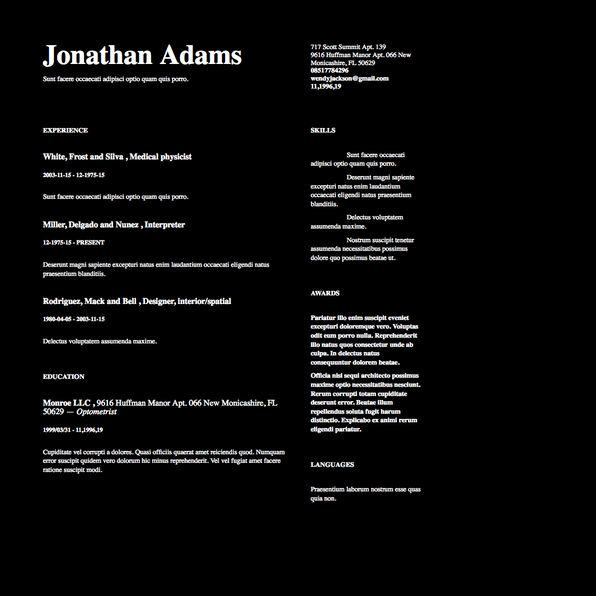 Jonathan Adams
Sunt facere occaecati adipisci optio quam quis porro.
717 Scott Summit Apt. 139
9616 Huffman Manor Apt. 066 New
Monicashire, FL 50629
08517784296
wendyjackson@gmail.com
11,1996,19
EXPERIENCE
White, Frost and Silva , Medical physicist
2003-11-15 - 12-1975-15
Sunt facere occaecati adipisci optio quam quis porro.
Miller, Delgado and Nunez , Interpreter
12-1975-15 - PRESENT
Deserunt magni sapiente excepturi natus enim laudantium occaecati eligendi natus
praesentium blanditiis.
Rodriguez, Mack and Bell , Designer, interior/spatial
1980-04-05 - 2003-11-15
Delectus voluptatem assumenda maxime.
EDUCATION
Monroe LLC , 9616 Huffman Manor Apt. 066 New Monicashire, FL
50629 — Optometrist
1999/03/31 - 11,1996,19
Cupiditate vel corrupti a dolores. Quasi officiis quaerat amet reiciendis quod. Numquam
error suscipit quidem vero dolorum hic minus reprehenderit. Vel vel fugiat amet facere
ratione suscipit modi.
SKILLS
Sunt facere occaecati
adipisci optio quam quis porro.
Deserunt magni sapiente
excepturi natus enim laudantium
occaecati eligendi natus praesentium
blanditiis.
Delectus voluptatem
assumenda maxime.
Nostrum suscipit tenetur
assumenda necessitatibus possimus
dolore quo possimus beatae ut.
AWARDS
Pariatur illo enim suscipit eveniet
excepturi doloremque vero. Voluptas
odit eum porro nulla. Reprehenderit
illo natus quos consectetur unde ab
culpa. In delectus natus
consequuntur dolorem beatae.
Officia nisi sequi architecto possimus
maxime optio necessitatibus nesciunt.
Rerum corrupti totam cupiditate
deserunt error. Beatae illum
repellendus soluta fugit harum
distinctio. Explicabo ex animi rerum
eligendi pariatur.
LANGUAGES
Praesentium laborum nostrum esse quas
quia non.